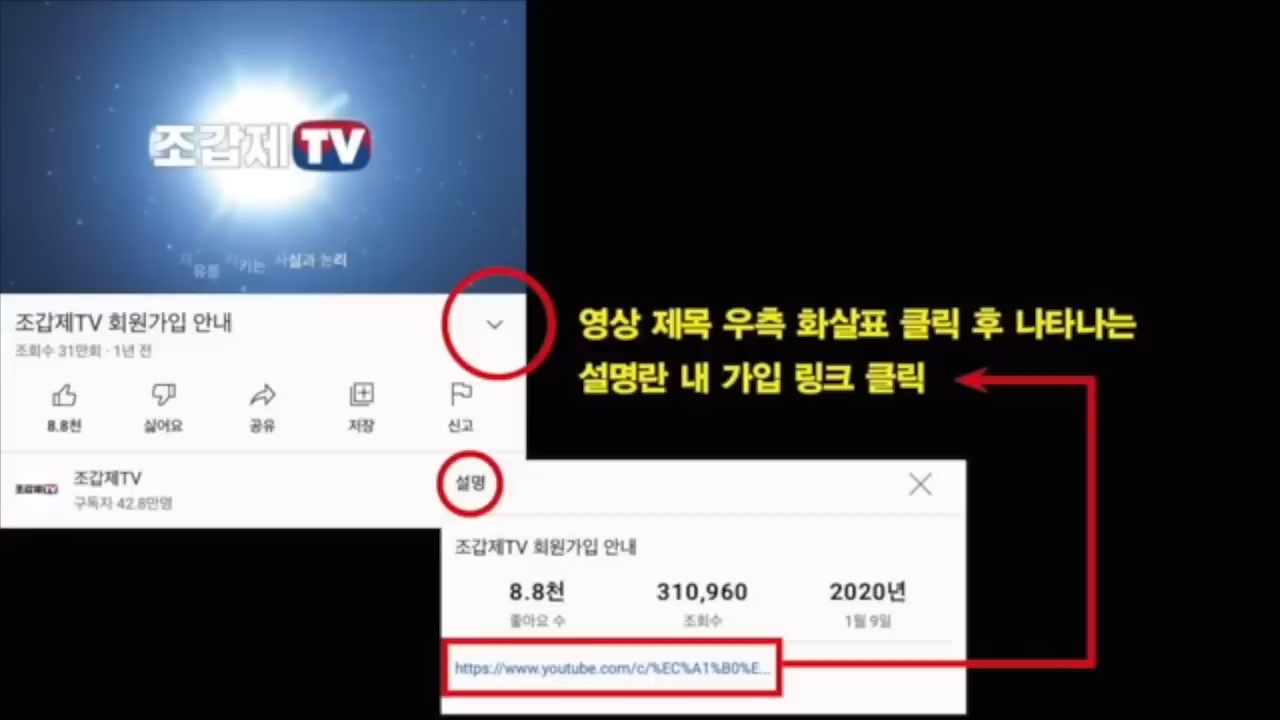 조갑제TV
자유를 지키는 사실과 논리
조갑제TV 회원가입 안내
조회수 31만회 · 1년 전
8.8천 싫어요 공유 저장 신고
조갑제TV
조갑제TV
구독자 42.8만명
영상 제목 우측 화살표 클릭 후 나타나는
설명란 내 가입 링크 클릭
설명
조갑제TV 회원가입 안내
8.8천 310,960 2020년
좋아요 수 조회수 1월 9일
https://www.youtube.com/c/%EC%A1%B0%E...